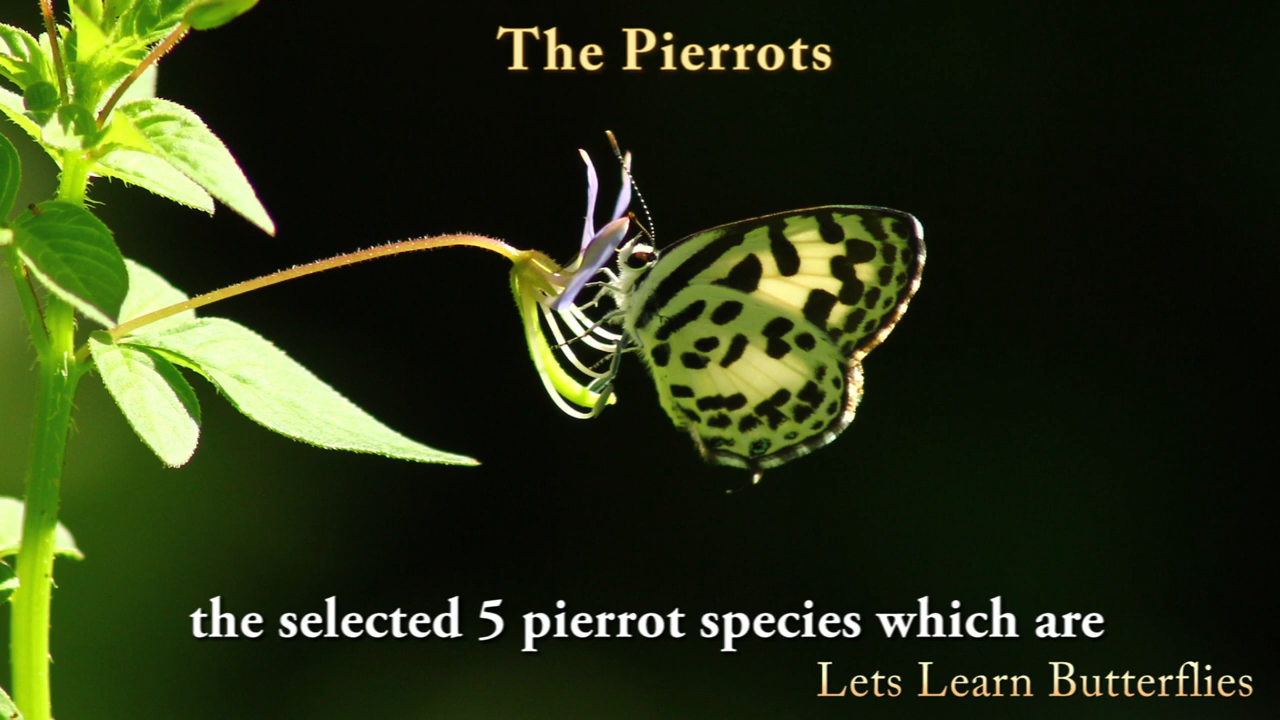 The Pierrots
the selected 5 pierrot species which are
Lets Learn Butterflies